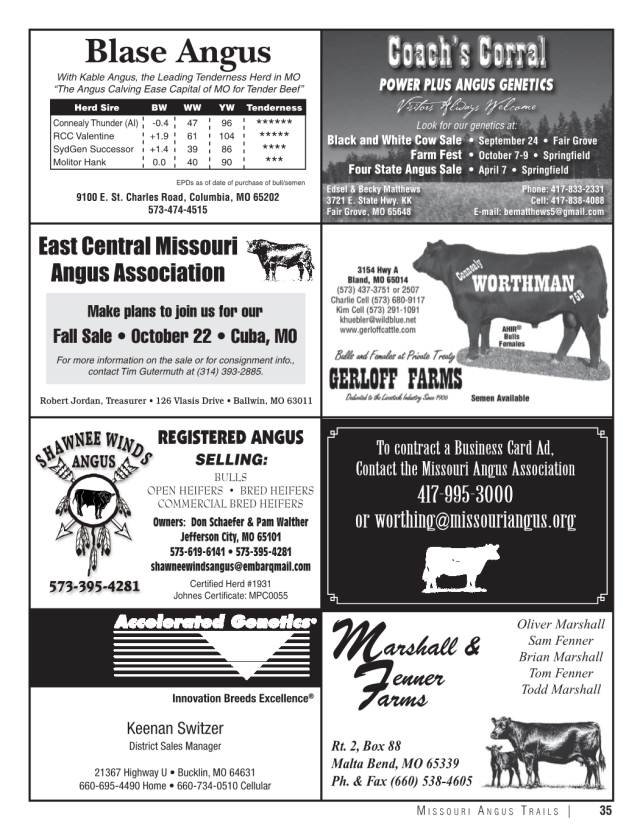 Blase Angus
With Kable Angus, the Leading Tenderness Herd in MO
"The Angus Calving Ease Capital of MO for Tender Beef"
Herd Sire BW WW YW Tenderness
Connealy Thunder (AI) -0.4 47 96 ******
RCC Valentine +1.9 61 104 *****
SydGen Successor +1.4 39 86 ****
Molitor Hank 0.0 40 90 ***
EPDs as of date of purchase of bull/semen
9100 E. St. Charles Road, Columbia, MO 65202
573-474-4515
Coach's Corral
POWER PLUS ANGUS GENETICS
Visitors Always Welcome
Look for our genetics at:
Black and White Cow Sale • September 24 • Fair Grove
Farm Fest • October 7-9 • Springfield
Four State Angus Sale • April 7 • Springfield
Edsel & Becky Matthews
3721 E. State Hwy. KK
Fair Grove, MO 65648
Phone: 417-833-2331
Cell: 417-838-4088
E-mail: bematthews5@gmail.com
East Central Missouri
Angus Association
Make plans to join us for our
Fall Sale • October 22 • Cuba, MO
For more information on the sale or for consignment info.,
contact Tim Gutermuth at (314) 393-2885.
Robert Jordan, Treasurer • 126 Vlasis Drive • Ballwin, MO 63011
3154 Hwy A
Bland, MO 65014
(573) 437-3751 or 2507
Charlie Cell (573) 680-9117
Kim Cell (573) 291-1091
khuebler@wildblue.net
www.gerloffcattle.com
Connealy
WORTHMAN
75D
AHIR®
Bulls
Females
Bulls and Females at Private Treaty
GERLOFF FARMS
Dedicated to the Livestock Industry Since 1906
Semen Available
SHAWNEE WINDS
ANGUS
573-395-4281
REGISTERED ANGUS
SELLING:
BULLS
OPEN HEIFERS • BRED HEIFERS
COMMERCIAL BRED HEIFERS
Owners: Don Schaefer & Pam Walther
Jefferson City, MO 65101
573-619-6141 • 573-395-4281
shawneewindsangus@embarqmail.com
Certified Herd #1931
Johnes Certificate: MPC0055
To contract a Business Card Ad,
Contact the Missouri Angus Association
417-995-3000
or worthing@missouriangus.org
Accelerated Genetics®
Innovation Breeds Excellence®
Keenan Switzer
District Sales Manager
21367 Highway U • Bucklin, MO 64631
660-695-4490 Home • 660-734-0510 Cellular
Marshall &
Fenner
Farms
Oliver Marshall
Sam Fenner
Brian Marshall
Tom Fenner
Todd Marshall
Rt. 2, Box 88
Malta Bend, MO 65339
Ph. & Fax (660) 538-4605
MISSOURI ANGUS TRAILS | 35